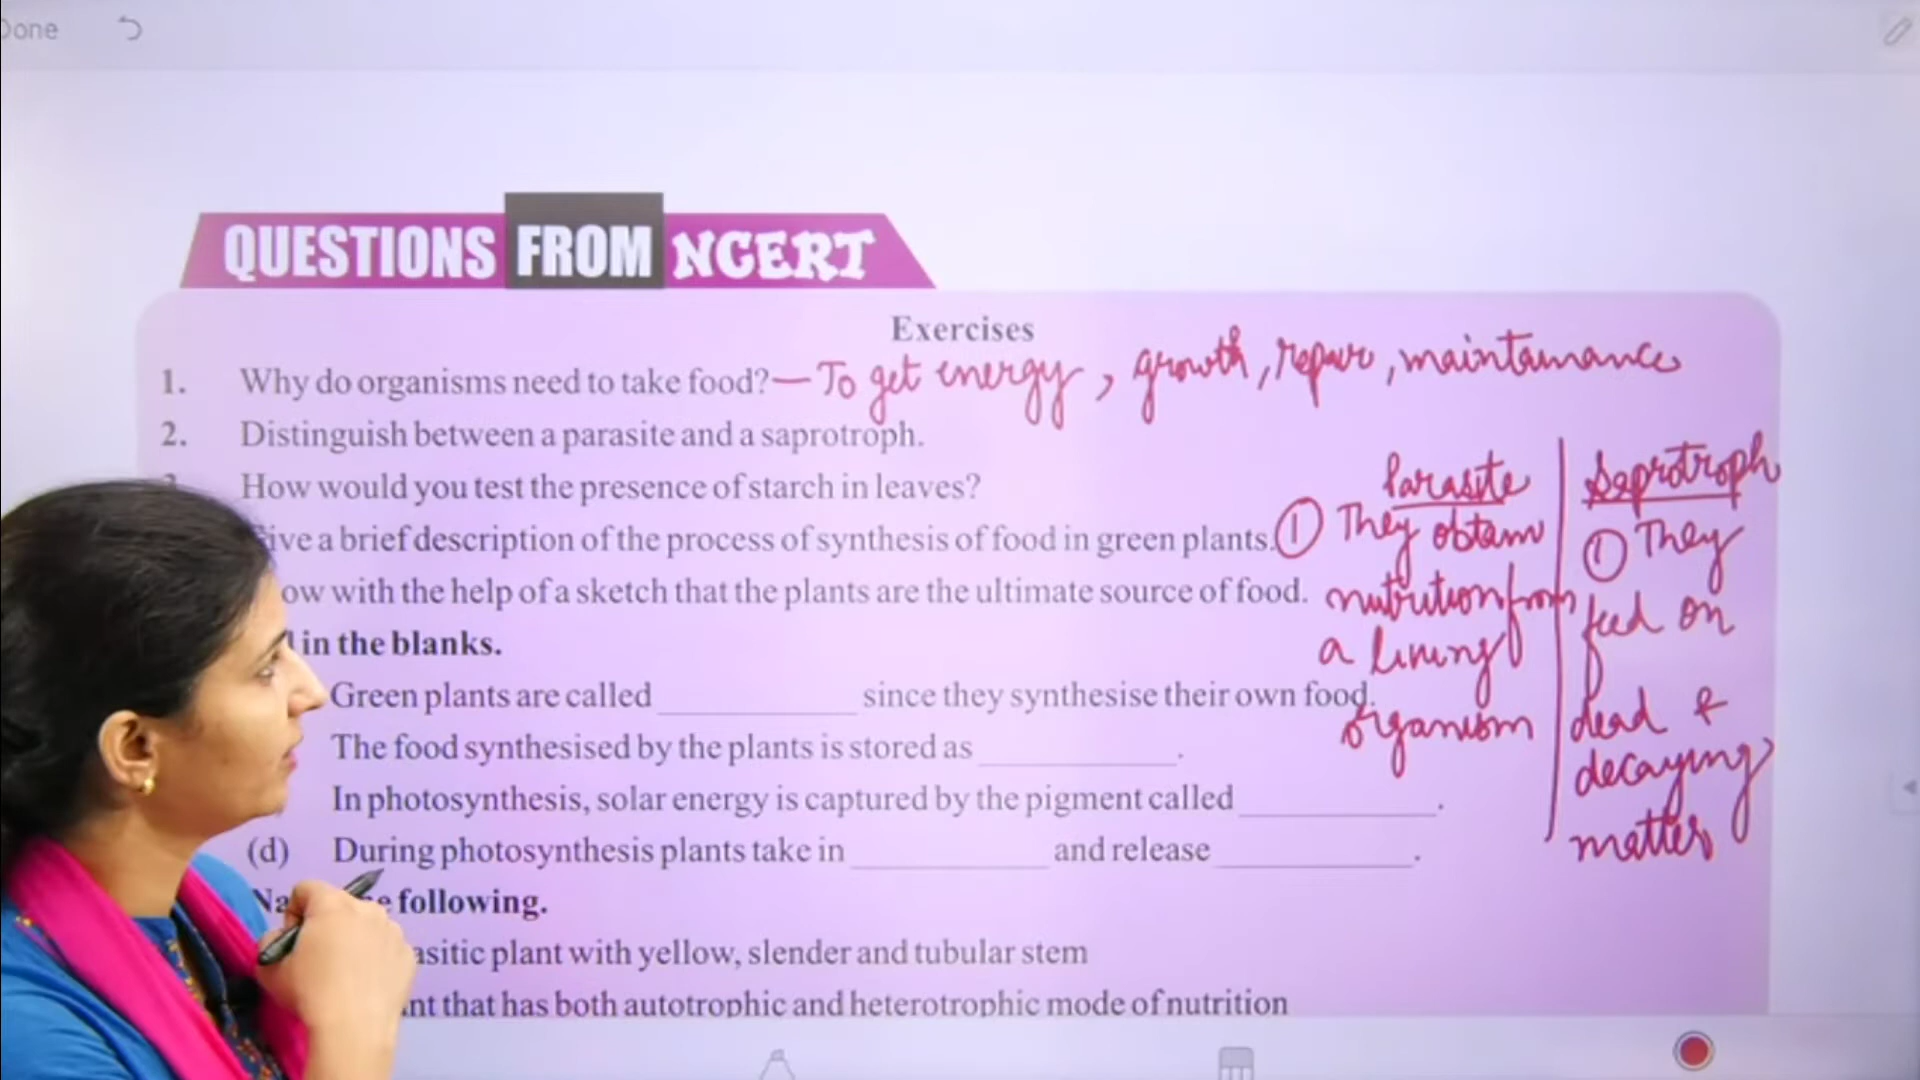 Done
QUESTIONS FROM NCERT
Exercises
1. Why do organisms need to take food? — To get energy, growth, repair, maintainance
2. Distinguish between a parasite and a saprotroph.
How would you test the presence of starch in leaves?
ive a brief description of the process of synthesis of food in green plants.
ow with the help of a sketch that the plants are the ultimate source of food.
in the blanks.
Green plants are called __________ since they synthesise their own food.
The food synthesised by the plants is stored as __________.
In photosynthesis, solar energy is captured by the pigment called __________.
(d) During photosynthesis plants take in __________ and release __________.
Na e following.
asitic plant with yellow, slender and tubular stem
nt that has both autotrophic and heterotrophic mode of nutrition
Parasite
① They obtain
nutrition from
a living
organism
Saprotroph
① They
feed on
dead &
decaying
matter